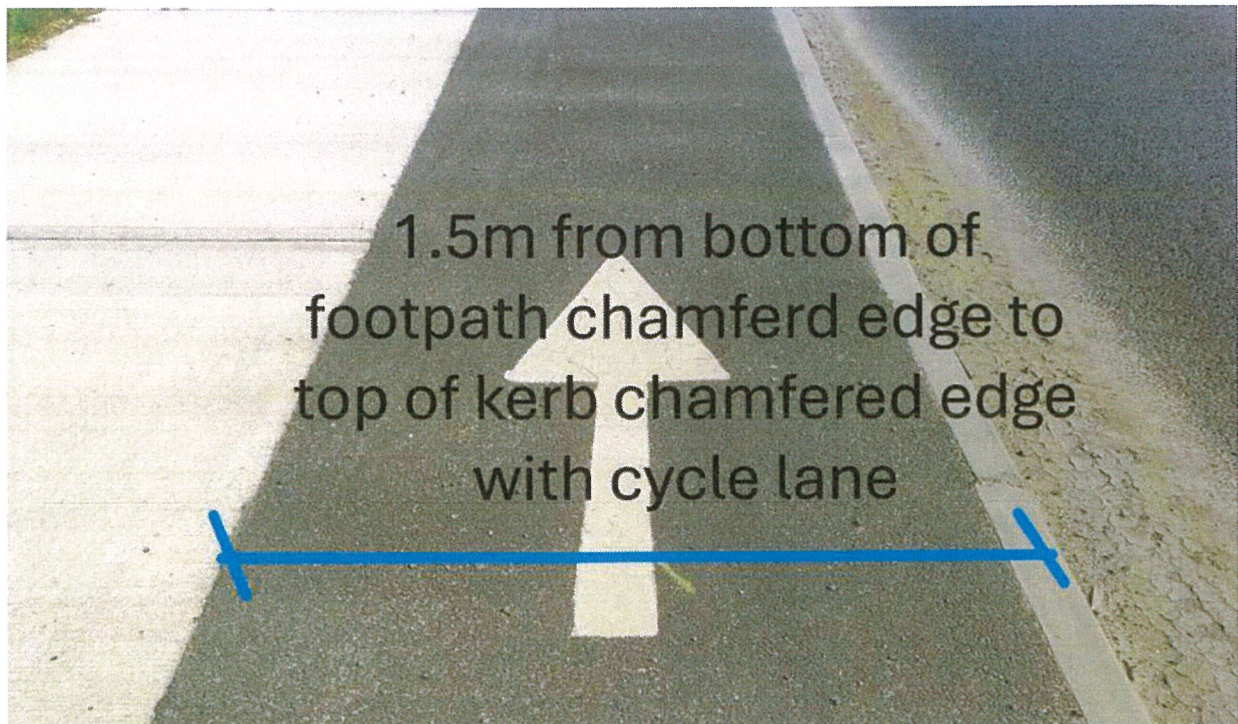 1.5m from bottom of
footpath chamferd edge to
top of kerb chamfered edge
with cycle lane